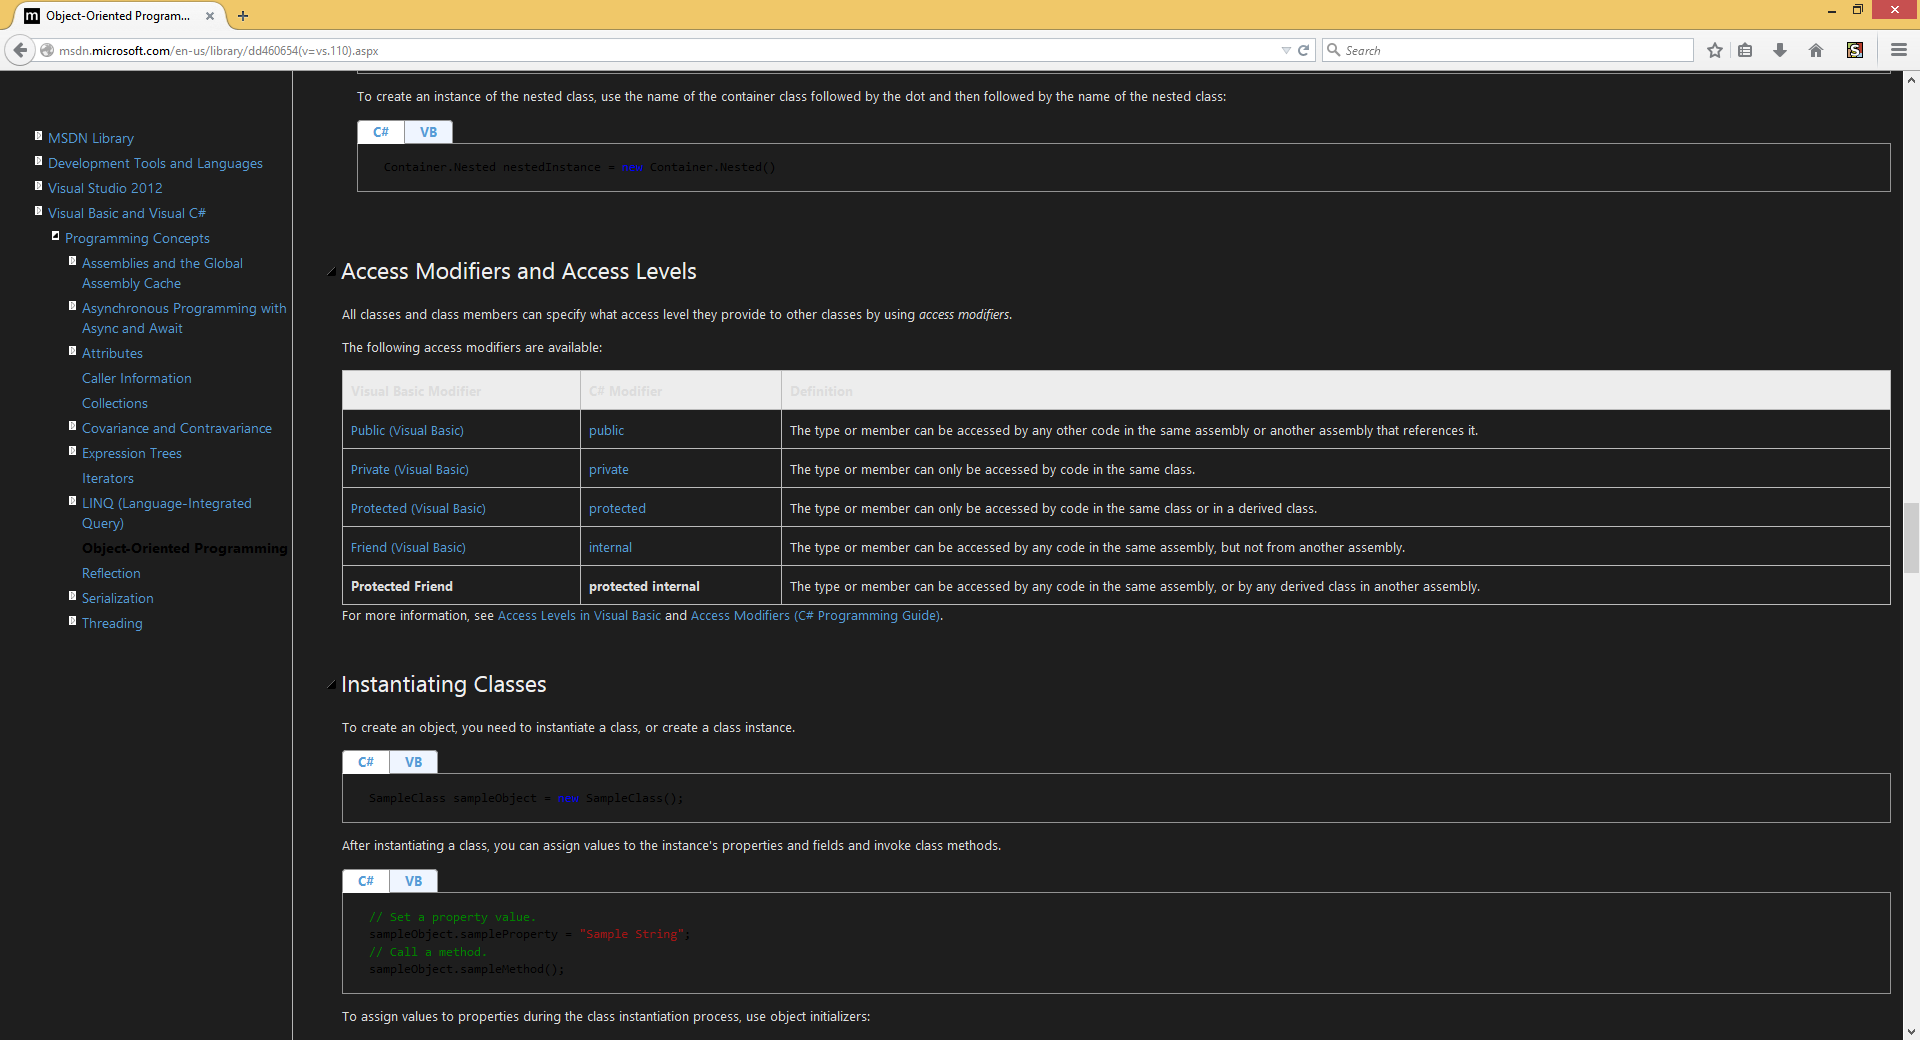 Object-Oriented Program...
msdn.microsoft.com/en-us/library/dd460654(v=vs.110).aspx
Search
MSDN Library
Development Tools and Languages
Visual Studio 2012
Visual Basic and Visual C#
Programming Concepts
Assemblies and the Global
Assembly Cache
Asynchronous Programming with
Async and Await
Attributes
Caller Information
Collections
Covariance and Contravariance
Expression Trees
Iterators
LINQ (Language-Integrated
Query)
Object-Oriented Programming
Reflection
Serialization
Threading
To create an instance of the nested class, use the name of the container class followed by the dot and then followed by the name of the nested class:
C# VB
Container.Nested nestedInstance = new Container.Nested()
Access Modifiers and Access Levels
All classes and class members can specify what access level they provide to other classes by using access modifiers.
The following access modifiers are available:
Visual Basic Modifier C# Modifier Definition
Public (Visual Basic) public The type or member can be accessed by any other code in the same assembly or another assembly that references it.
Private (Visual Basic) private The type or member can only be accessed by code in the same class.
Protected (Visual Basic) protected The type or member can only be accessed by code in the same class or in a derived class.
Friend (Visual Basic) internal The type or member can be accessed by any code in the same assembly, but not from another assembly.
Protected Friend protected internal The type or member can be accessed by any code in the same assembly, or by any derived class in another assembly.
For more information, see Access Levels in Visual Basic and Access Modifiers (C# Programming Guide).
Instantiating Classes
To create an object, you need to instantiate a class, or create a class instance.
C# VB
SampleClass sampleObject = new SampleClass();
After instantiating a class, you can assign values to the instance's properties and fields and invoke class methods.
C# VB
// Set a property value.
sampleObject.sampleProperty = "Sample String";
// Call a method.
sampleObject.sampleMethod();
To assign values to properties during the class instantiation process, use object initializers: